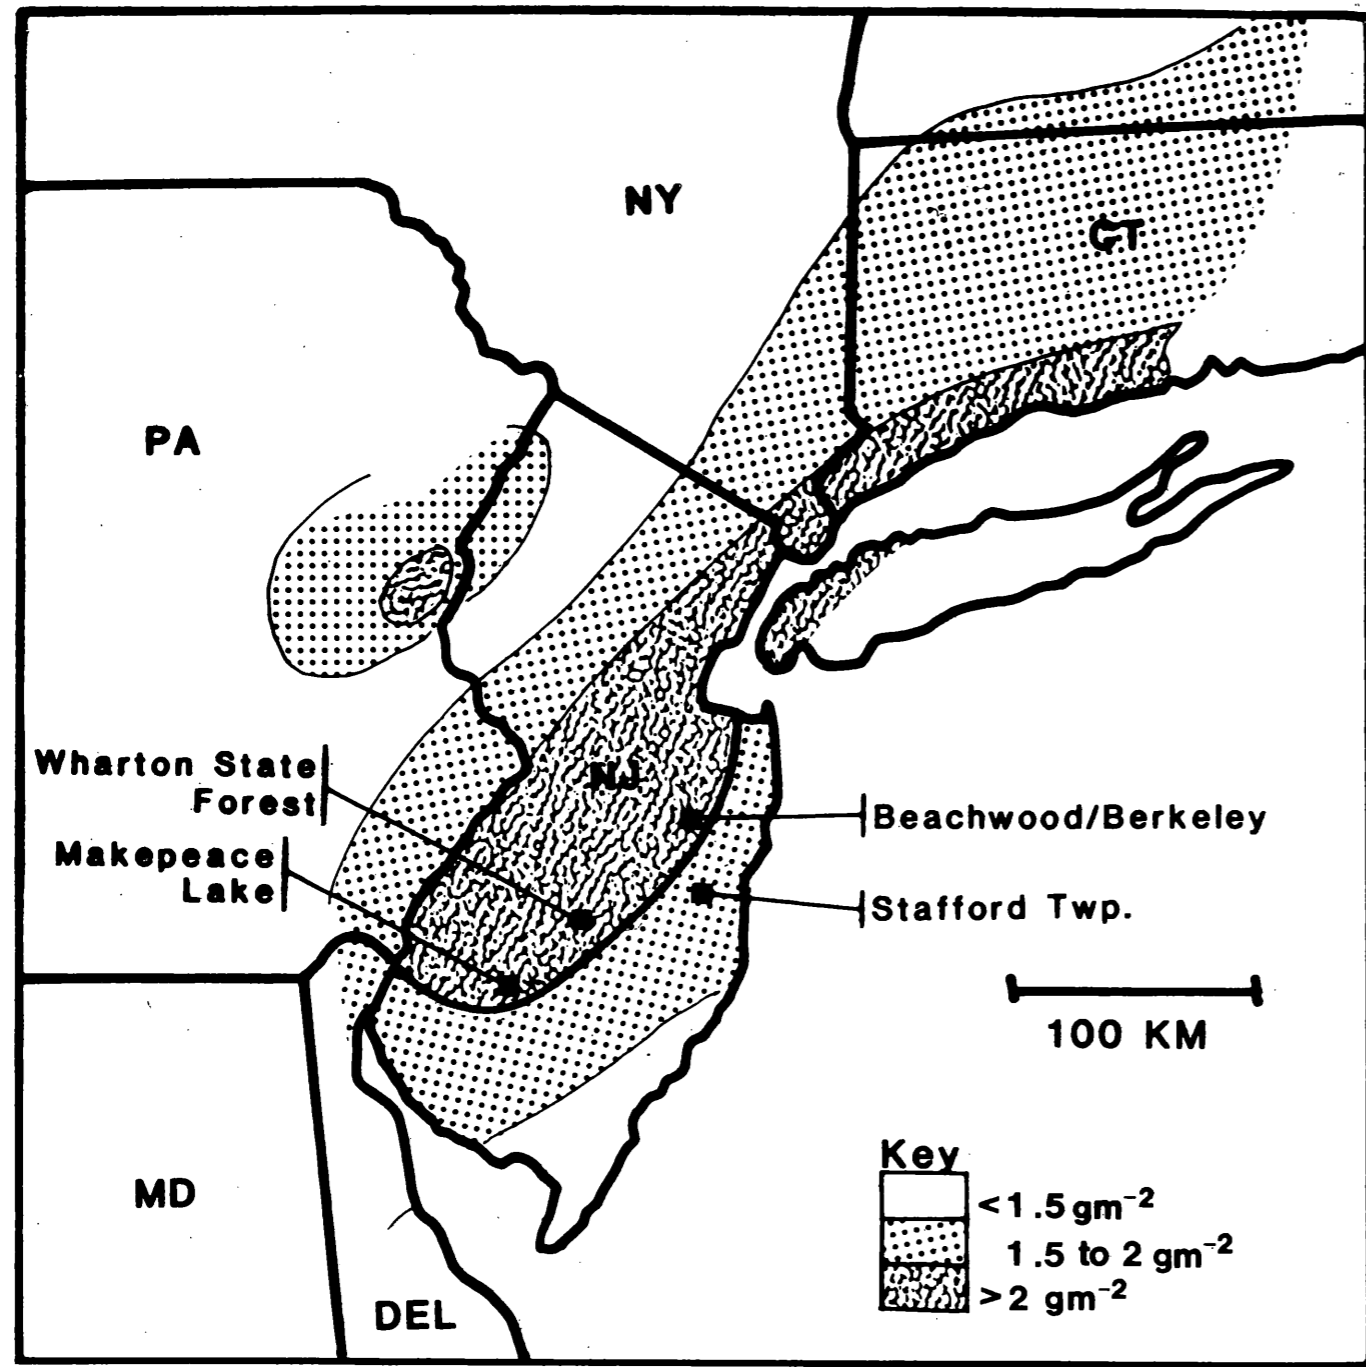 NY
CT
PA
Wharton State
Forest
NJ
Beachwood/Berkeley
Makepeace
Lake
Stafford Twp.
100 KM
MD
Key
<1.5 gm⁻²
1.5 to 2 gm⁻²
>2 gm⁻²
DEL